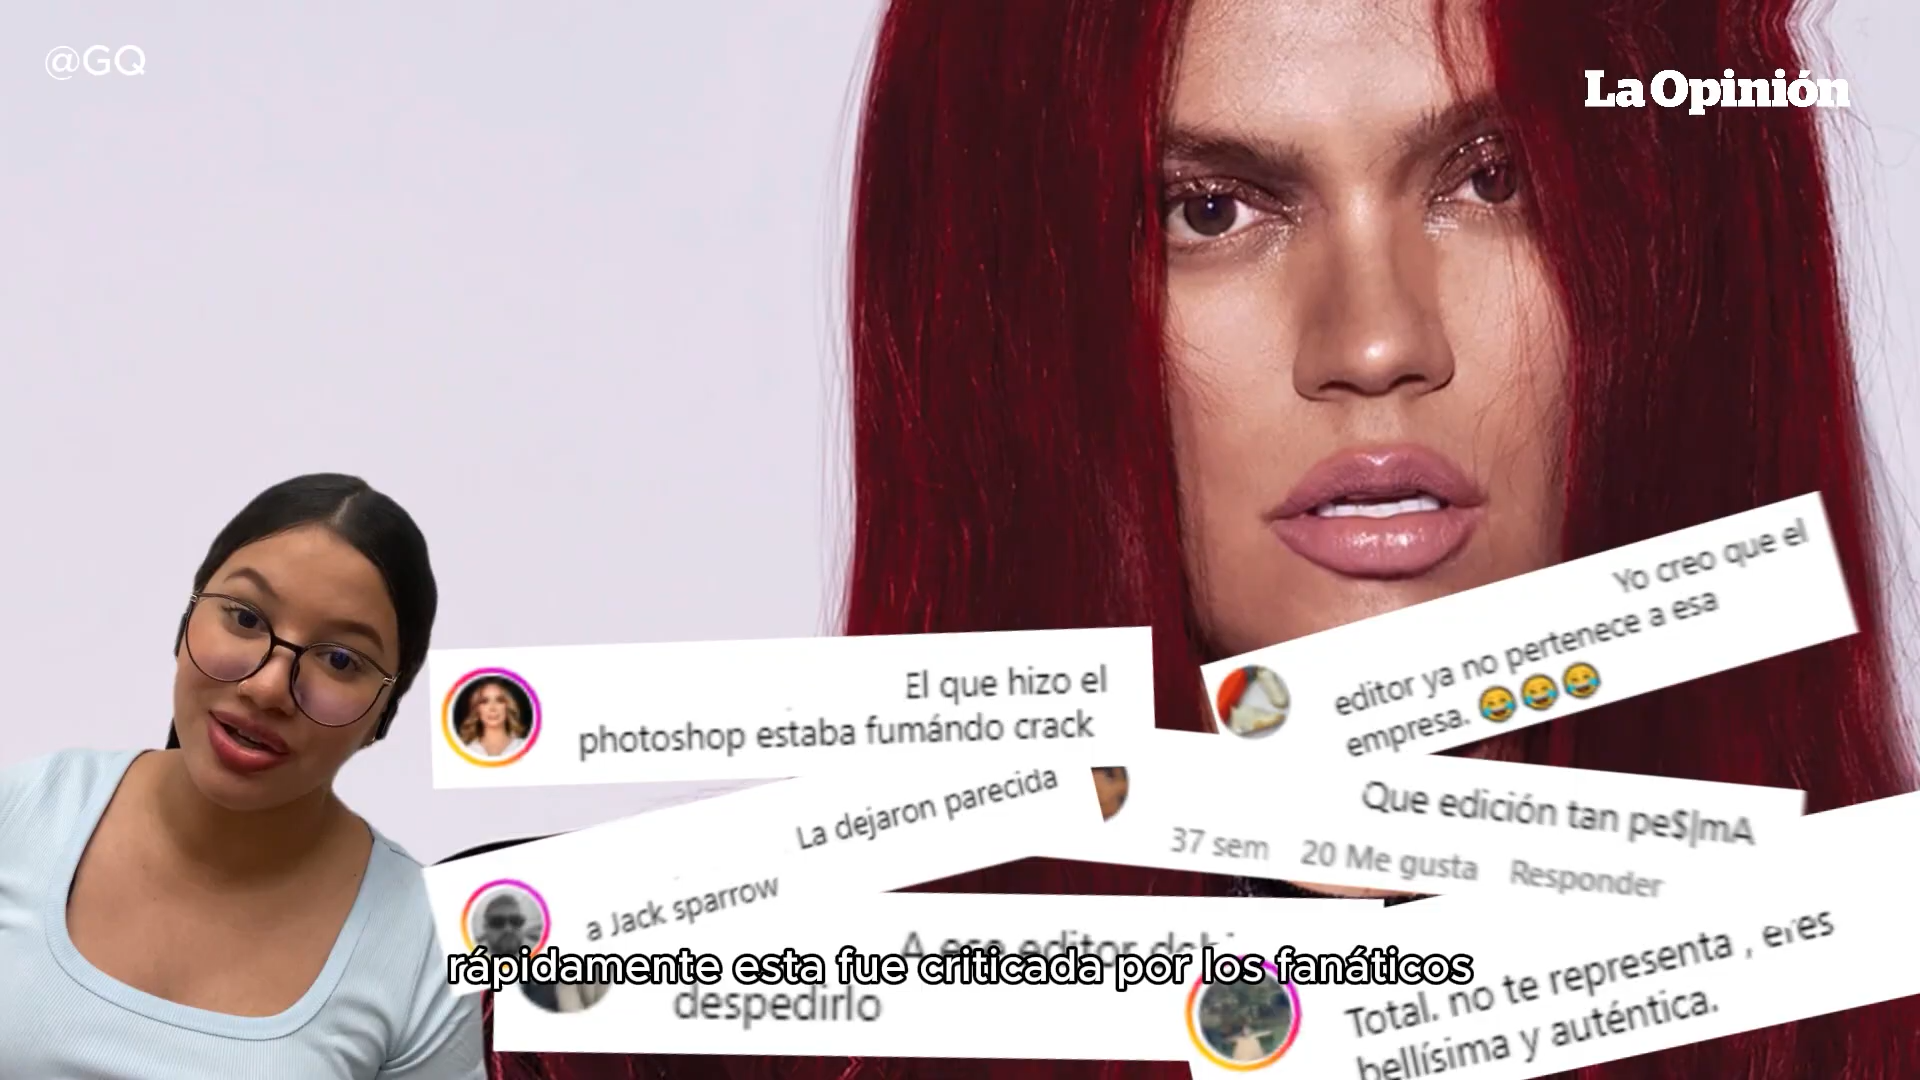 @GQ
La Opinión
Yo creo que el
editor ya no pertenece a esa
empresa. 😂😂😂
El que hizo el
photoshop estaba fumándo crack
La dejaron parecida
a Jack sparrow
Que edición tan pe$|mA
37 sem 20 Me gusta Responder
A ese editor
despedirlo
rápidamente esta fue criticada por los fanáticos
Total. no te representa , eres
bellísima y auténtica.